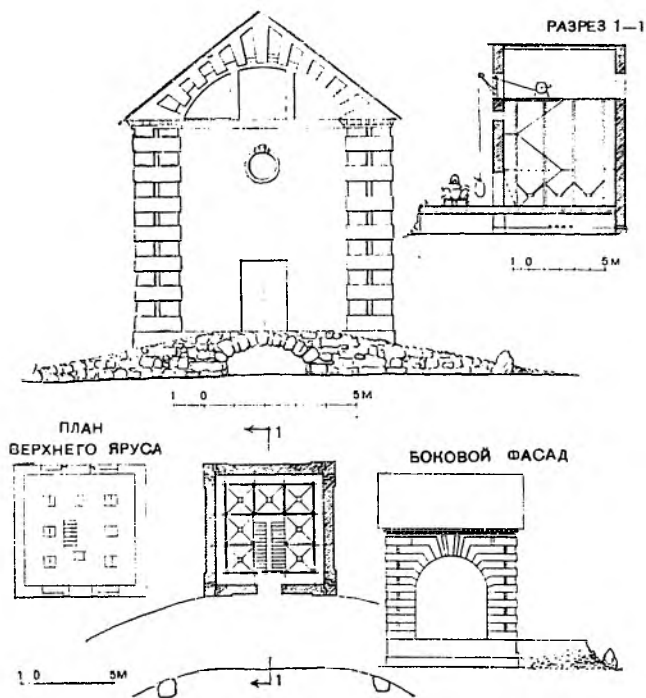 РАЗРЕЗ 1—1
1 0 5М
1 0 5М
1
ПЛАН
ВЕРХНЕГО ЯРУСА
БОКОВОЙ ФАСАД
1 0 5М
1